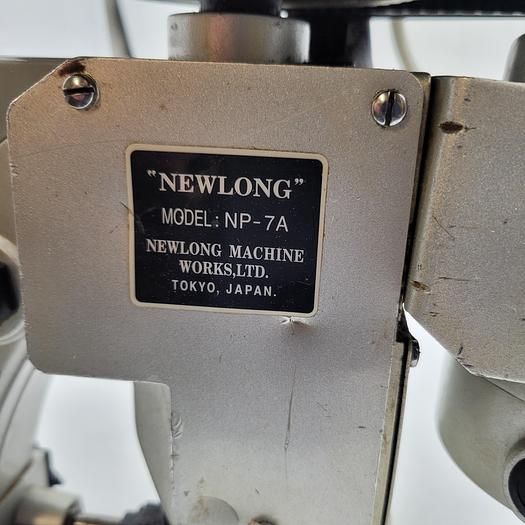 "NEWLONG"
MODEL: NP-7A
NEWLONG MACHINE
WORKS,LTD.
TOKYO, JAPAN.